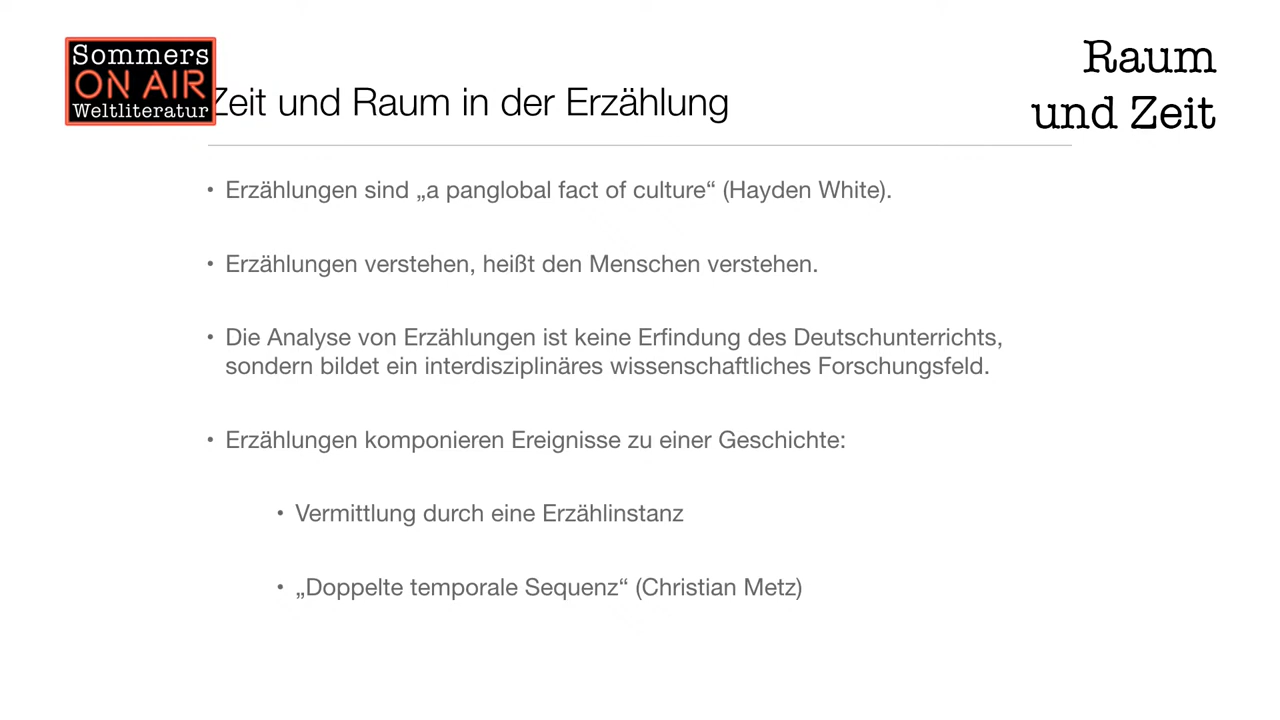 Sommers
ON AIR
Weltliteratur
Zeit und Raum in der Erzählung
Raum
und Zeit
• Erzählungen sind „a panglobal fact of culture“ (Hayden White).
• Erzählungen verstehen, heißt den Menschen verstehen.
• Die Analyse von Erzählungen ist keine Erfindung des Deutschunterrichts,
sondern bildet ein interdisziplinäres wissenschaftliches Forschungsfeld.
• Erzählungen komponieren Ereignisse zu einer Geschichte:
• Vermittlung durch eine Erzählinstanz
• „Doppelte temporale Sequenz“ (Christian Metz)